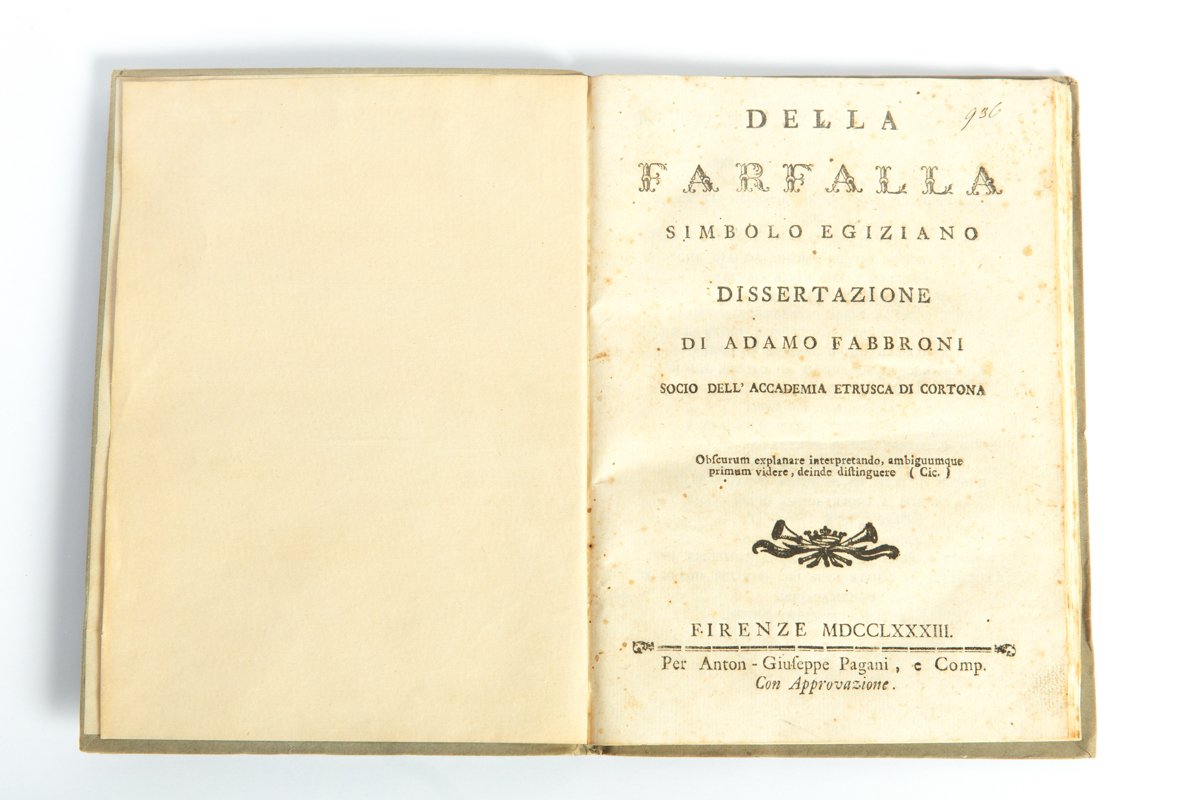 DELLA
936
FARFALLA
SIMBOLO EGIZIANO
DISSERTAZIONE
DI ADAMO FABBRONI
SOCIO DELL' ACCADEMIA ETRUSCA DI CORTONA
Obſcurum explanare interpretando, ambiguumque
primum videre, deinde diſtinguere ( Cic. )
FIRENZE MDCCLXXXIII.
Per Anton - Giuſeppe Pagani, e Comp.
Con Approvazione.